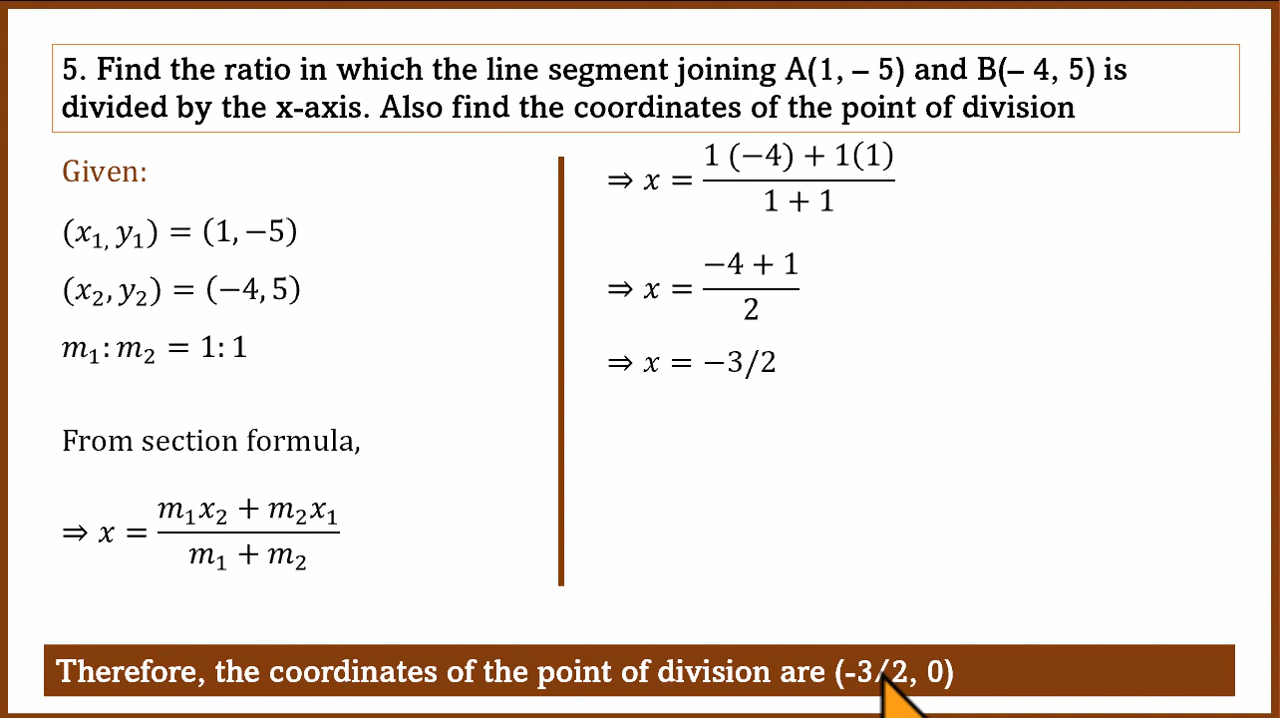 5. Find the ratio in which the line segment joining A(1, – 5) and B(– 4, 5) is
divided by the x-axis. Also find the coordinates of the point of division
Given:
(x₁, y₁) = (1, −5)
(x₂, y₂) = (−4, 5)
m₁: m₂ = 1: 1
From section formula,
⇒ x = (m₁x₂ + m₂x₁)/(m₁ + m₂)
⇒ x = (1 (−4) + 1(1))/(1 + 1)
⇒ x = (−4 + 1)/2
⇒ x = −3/2
Therefore, the coordinates of the point of division are (-3/2, 0)